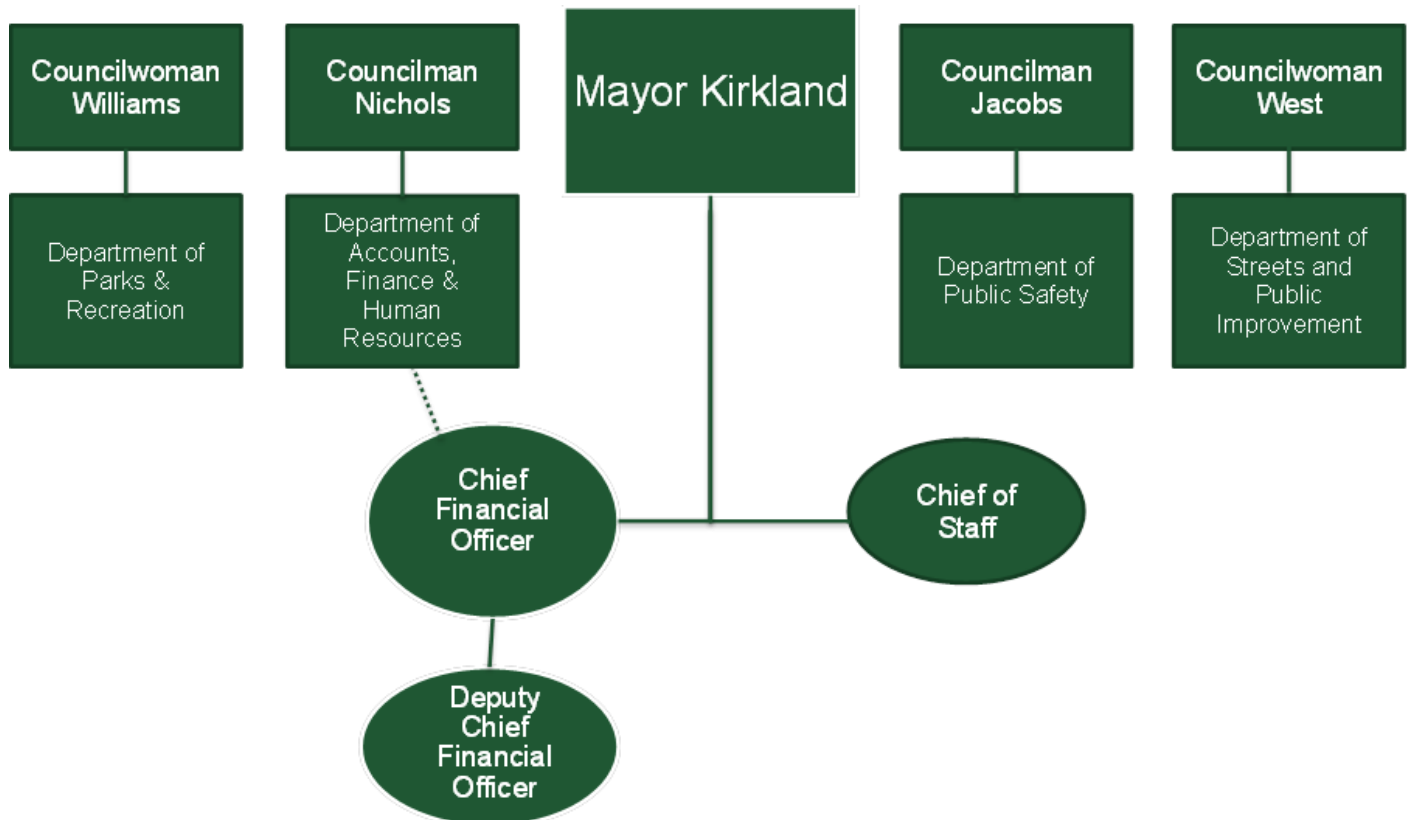 Councilwoman
Williams
Councilman
Nichols
Mayor Kirkland
Councilman
Jacobs
Councilwoman
West
Department of
Parks &
Recreation
Department of
Accounts,
Finance &
Human
Resources
Department of
Public Safety
Department of
Streets and
Public
Improvement
Chief
Financial
Officer
Chief of
Staff
Deputy
Chief
Financial
Officer